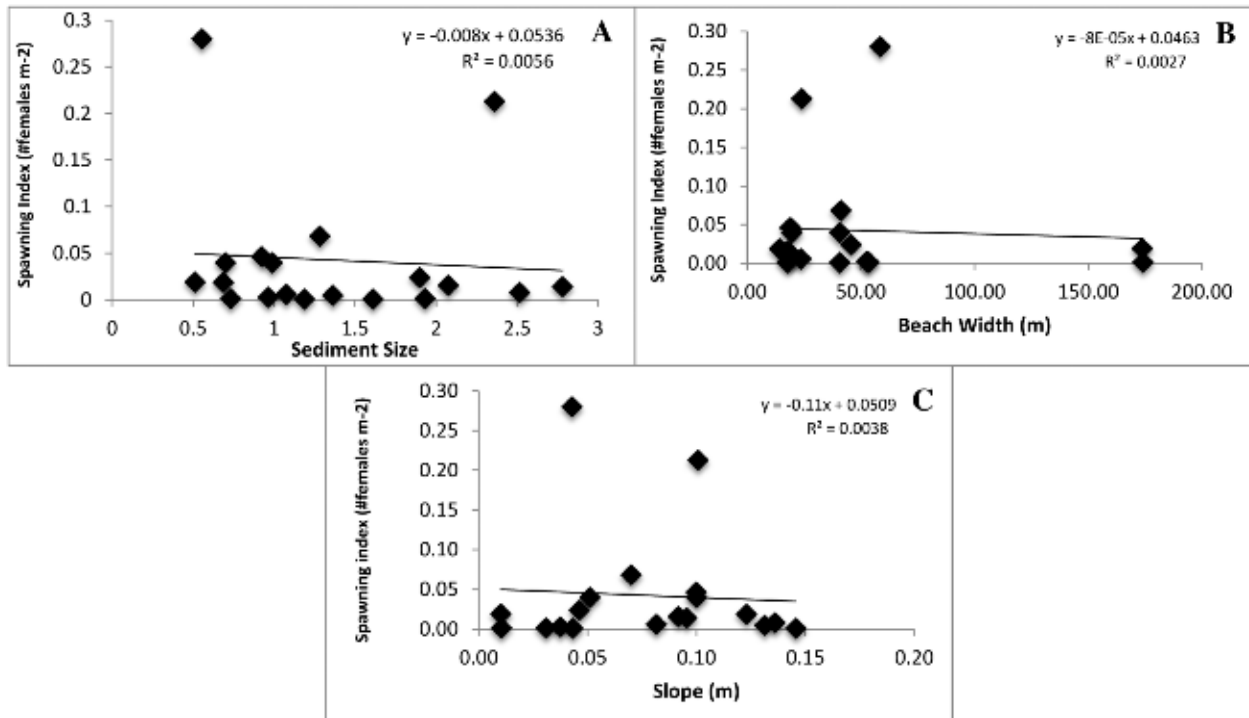 Spawning Index (#females m-2)
0.3
0.25
0.2
0.15
0.1
0.05
0
0
0.5
1
1.5
2
2.5
3
Sediment Size
y = -0.008x + 0.0536
R² = 0.0056
A
Spawning Index (#females m-2)
0.30
0.25
0.20
0.15
0.10
0.05
0.00
0.00
50.00
100.00
150.00
200.00
Beach Width (m)
y = -8E-05x + 0.0463
R² = 0.0027
B
Spawning index (#females m-2)
0.30
0.25
0.20
0.15
0.10
0.05
0.00
0.00
0.05
0.10
0.15
0.20
Slope (m)
y = -0.11x + 0.0509
R² = 0.0038
C